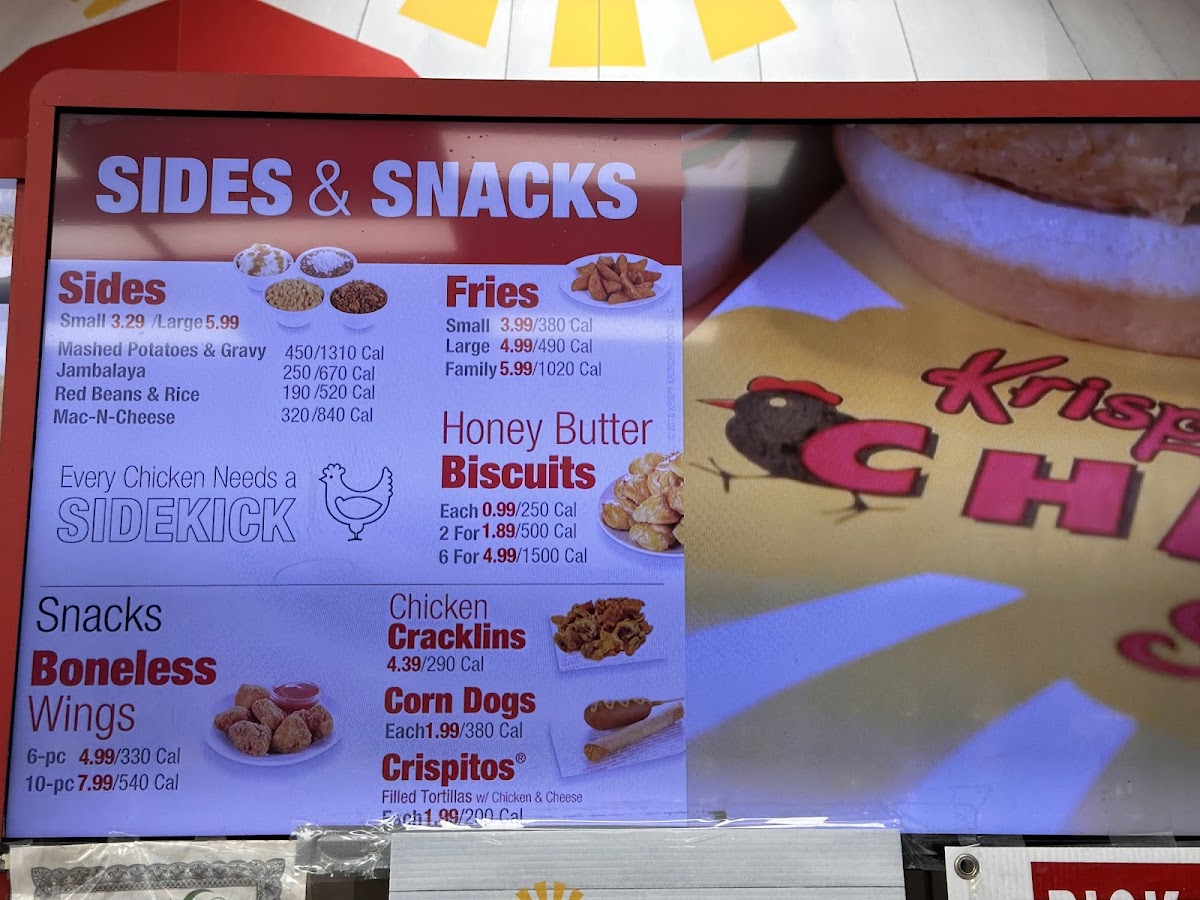 SIDES & SNACKS
Sides
Small 3.29 /Large 5.99
Mashed Potatoes & Gravy 450/1310 Cal
Jambalaya 250/670 Cal
Red Beans & Rice 190/520 Cal
Mac-N-Cheese 320/840 Cal
Every Chicken Needs a
SIDEKICK
Fries
Small 3.99/380 Cal
Large 4.99/490 Cal
Family 5.99/1020 Cal
Honey Butter
Biscuits
Each 0.99/250 Cal
2 For 1.89/500 Cal
6 For 4.99/1500 Cal
Snacks
Boneless
Wings
6-pc 4.99/330 Cal
10-pc 7.99/540 Cal
Chicken
Cracklins
4.39/290 Cal
Corn Dogs
Each 1.99/380 Cal
Crispitos®
Filled Tortillas w/ Chicken & Cheese
Each 1.99/200 Cal
Krisp
CH